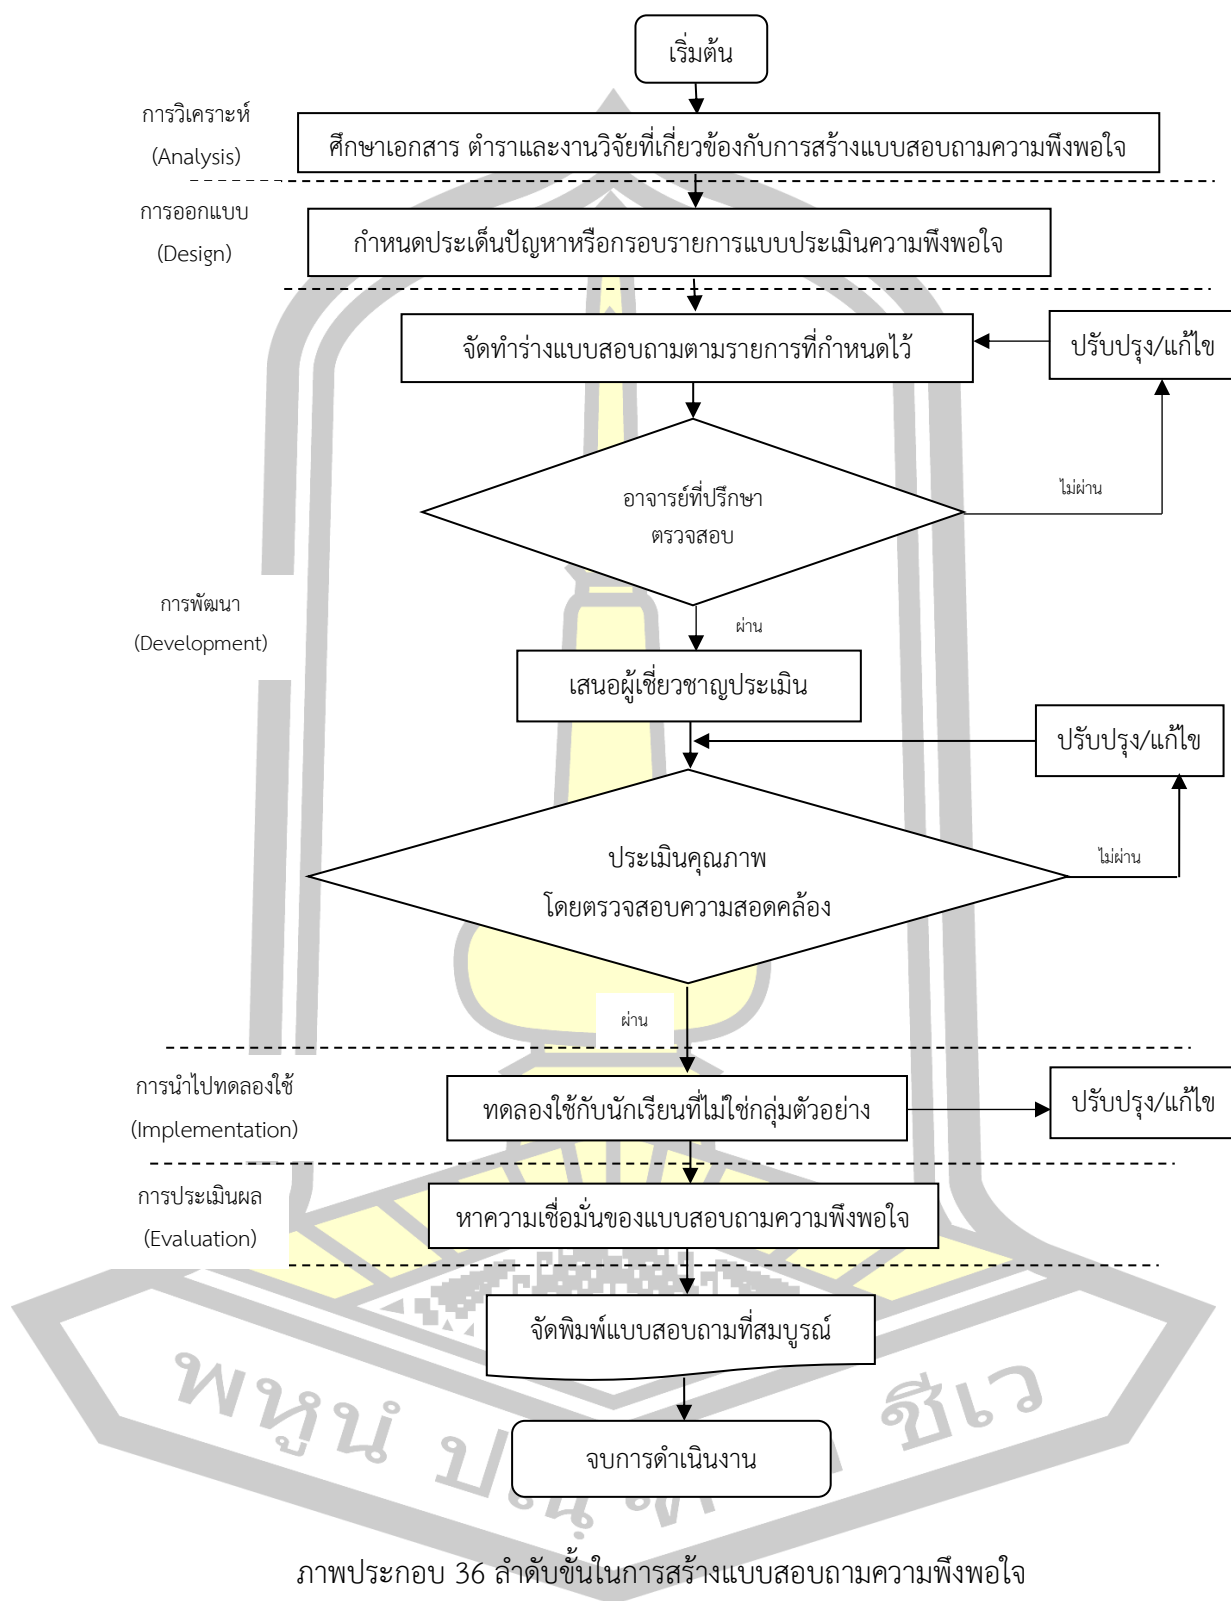 เริ่มต้น
การวิเคราะห์
(Analysis)
ศึกษาเอกสาร ตำราและงานวิจัยที่เกี่ยวข้องกับการสร้างแบบสอบถามความพึงพอใจ
การออกแบบ
(Design)
กำหนดประเด็นปัญหาหรือกรอบรายการแบบประเมินความพึงพอใจ
จัดทำร่างแบบสอบถามตามรายการที่กำหนดไว้
ปรับปรุง/แก้ไข
อาจารย์ที่ปรึกษา
ตรวจสอบ
ไม่ผ่าน
การพัฒนา
(Development)
ผ่าน
เสนอผู้เชี่ยวชาญประเมิน
ปรับปรุง/แก้ไข
ประเมินคุณภาพ
โดยตรวจสอบความสอดคล้อง
ไม่ผ่าน
ผ่าน
การนำไปทดลองใช้
(Implementation)
ทดลองใช้กับนักเรียนที่ไม่ใช่กลุ่มตัวอย่าง
ปรับปรุง/แก้ไข
การประเมินผล
(Evaluation)
หาความเชื่อมั่นของแบบสอบถามความพึงพอใจ
จัดพิมพ์แบบสอบถามที่สมบูรณ์
พหูนํ ชีเว
จบการดำเนินงาน
ภาพประกอบ 36 ลำดับขั้นในการสร้างแบบสอบถามความพึงพอใจ